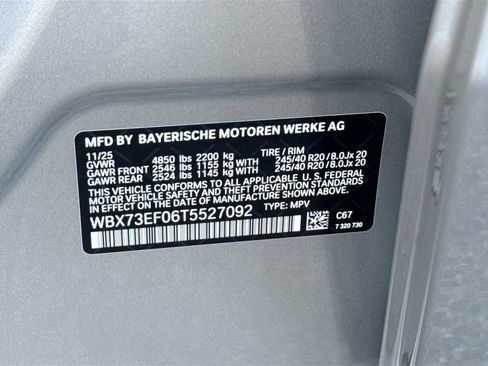 MFD BY BAYERISCHE MOTOREN WERKE AG
11/25 TIRE / RIM
GVWR 4850 lbs 2200 kg
GAWR FRONT 2546 lbs 1155 kg WITH 245/40 R20 / 8.0Jx 20
GAWR REAR 2524 lbs 1145 kg WITH 245/40 R20 / 8.0Jx 20
THIS VEHICLE CONFORMS TO ALL APPLICABLE U. S. FEDERAL
MOTOR VEHICLE SAFETY, BUMPER, AND THEFT PREVENTION STANDARDS
IN EFFECT ON THE DATE OF MANUFACTURE SHOWN ABOVE.
WBX73EF06T5527092 TYPE: MPV
C67
7 320 730